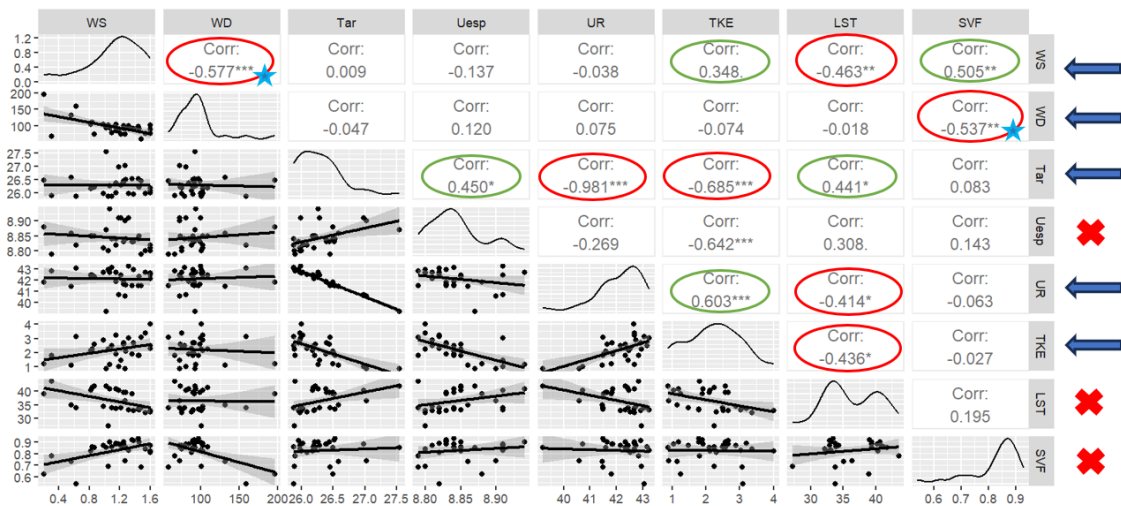 WS WD Tar Uesp UR TKE LST SVF
1.2
0.8
0.4
0.0
Corr: Corr: Corr: Corr: Corr: Corr: Corr:
-0.577*** 0.009 -0.137 -0.038 0.348. -0.463** 0.505**
WS
200
150
100
Corr: Corr: Corr: Corr: Corr: Corr:
-0.047 0.120 0.075 -0.074 -0.018 -0.537**
WD
27.5
27.0
26.5
26.0
Corr: Corr: Corr: Corr: Corr:
0.450* -0.981*** -0.685*** 0.441* 0.083
Tar
8.90
8.85
8.80
Corr: Corr: Corr: Corr:
-0.269 -0.642*** 0.308. 0.143
Uesp
43
42
41
40
Corr: Corr: Corr:
0.603*** -0.414* -0.063
UR
4
3
2
1
Corr: Corr:
-0.436* -0.027
TKE
40
35
30
Corr:
0.195
LST
0.9
0.8
0.7
0.6
SVF
0.4 0.8 1.2 1.6 100 150 200 26.0 26.5 27.0 27.5 8.80 8.85 8.90 40 41 42 43 1 2 3 4 30 35 40 0.6 0.7 0.8 0.9